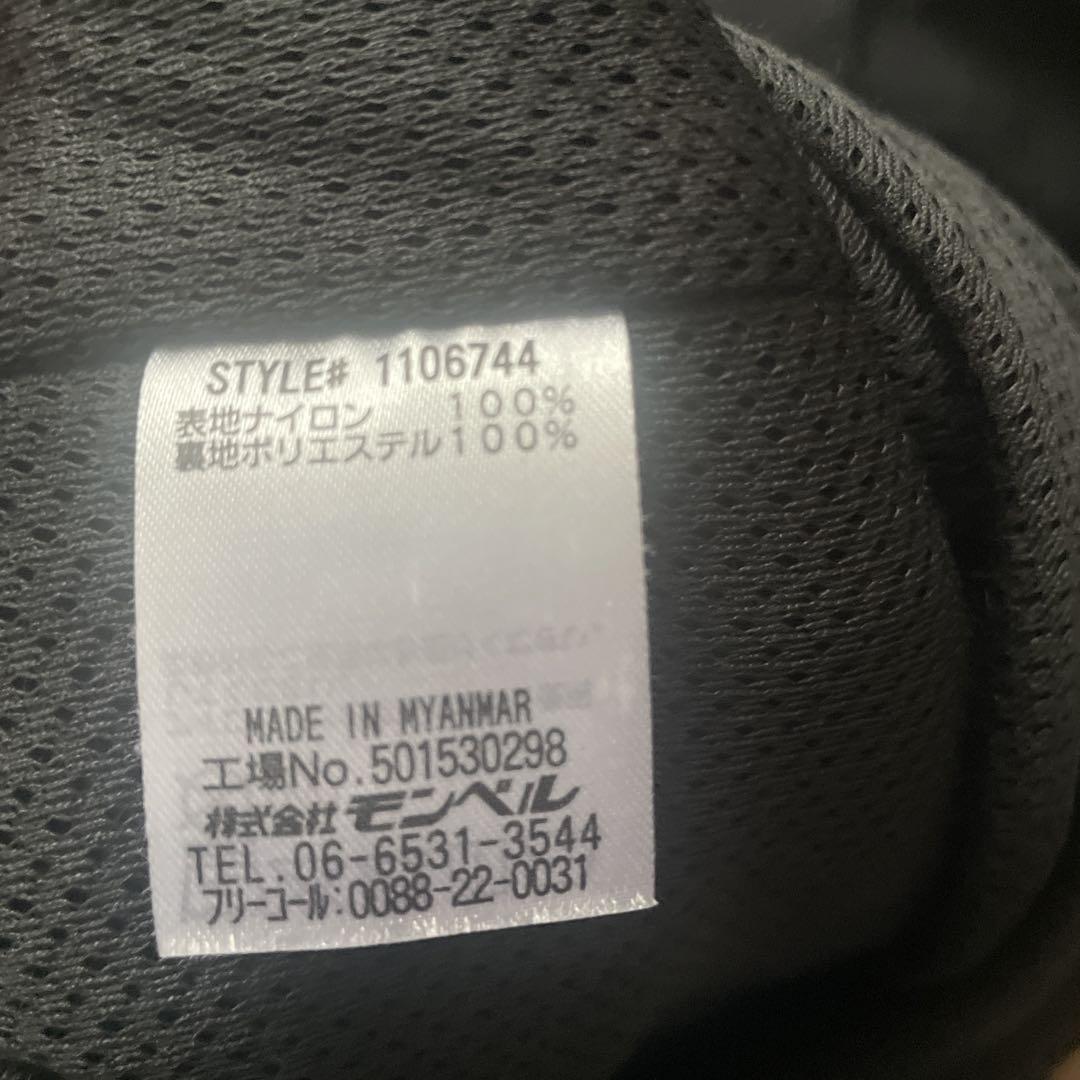 STYLE# 1106744
表地ナイロン 100%
裏地ポリエステル100%
MADE IN MYANMAR
工場No.501530298
株式会社モンベル
TEL.06-6531-3544
フリーコール:0088-22-0031